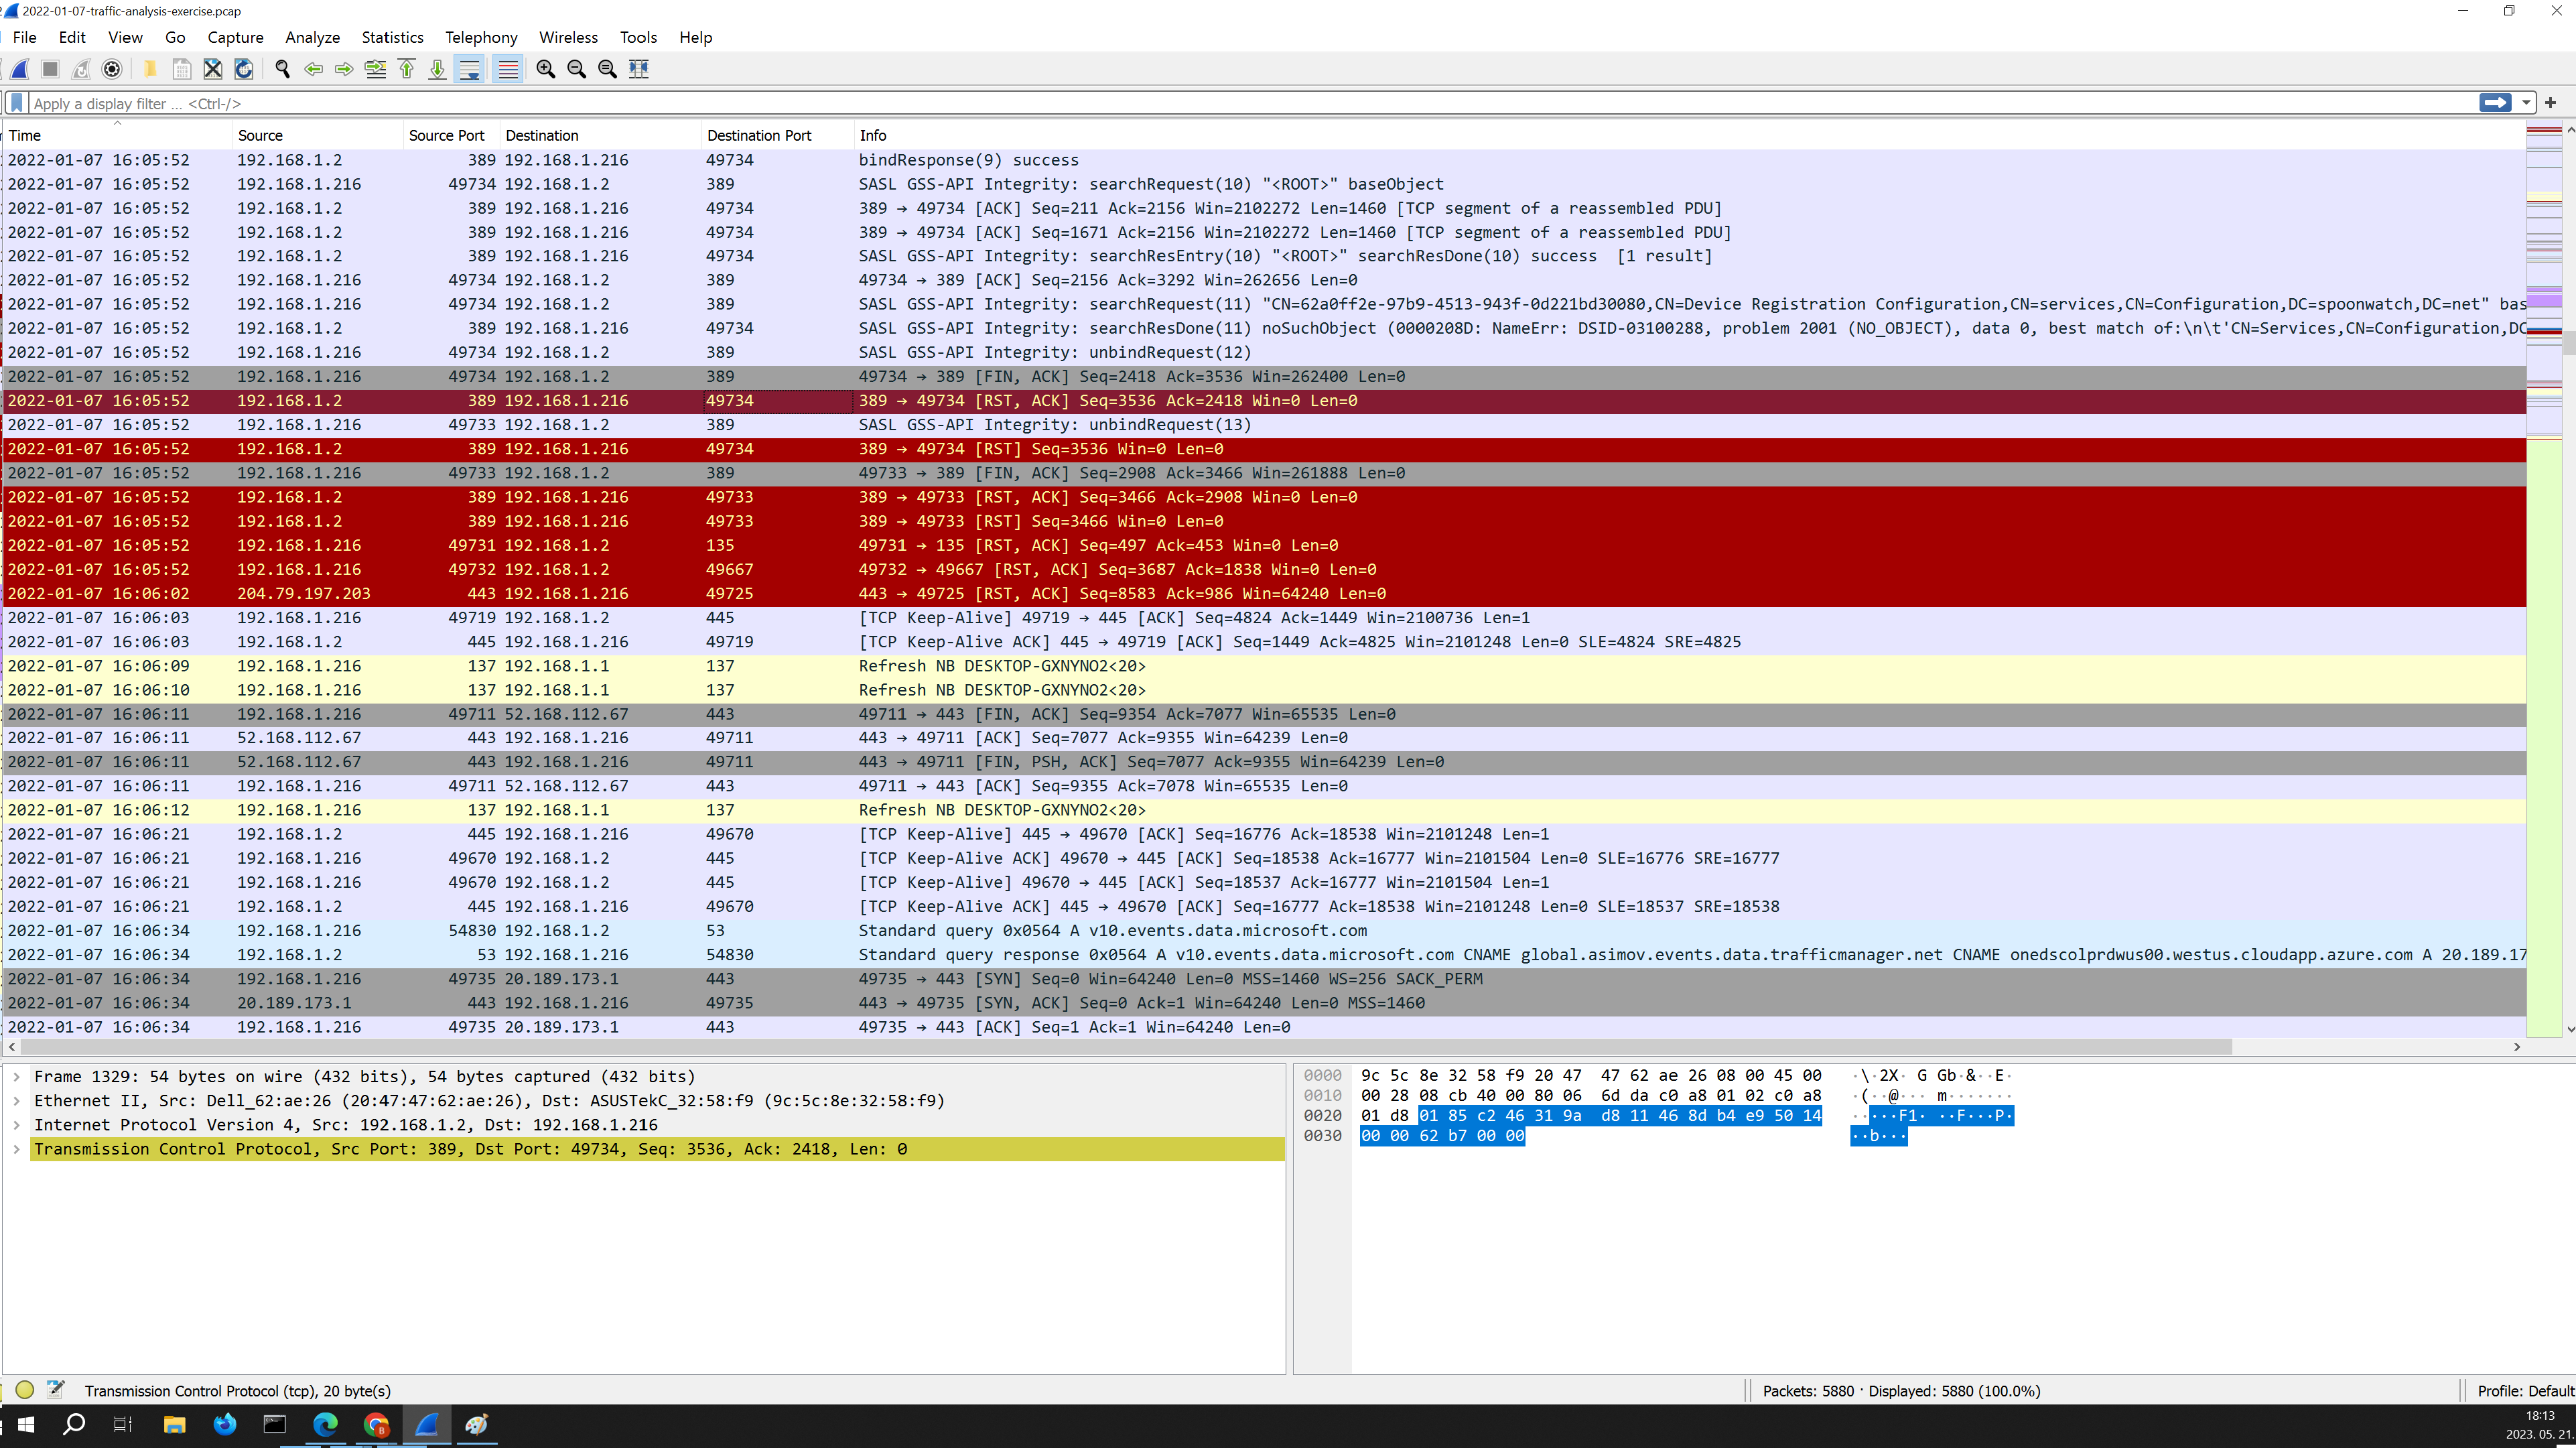 2022-01-07-traffic-analysis-exercise.pcap
File Edit View Go Capture Analyze Statistics Telephony Wireless Tools Help
Apply a display filter ... <Ctrl-/>
Time Source Source Port Destination Destination Port Info
2022-01-07 16:05:52 192.168.1.2 389 192.168.1.216 49734 bindResponse(9) success
2022-01-07 16:05:52 192.168.1.216 49734 192.168.1.2 389 SASL GSS-API Integrity: searchRequest(10) "<ROOT>" baseObject
2022-01-07 16:05:52 192.168.1.2 389 192.168.1.216 49734 389 → 49734 [ACK] Seq=211 Ack=2156 Win=2102272 Len=1460 [TCP segment of a reassembled PDU]
2022-01-07 16:05:52 192.168.1.2 389 192.168.1.216 49734 389 → 49734 [ACK] Seq=1671 Ack=2156 Win=2102272 Len=1460 [TCP segment of a reassembled PDU]
2022-01-07 16:05:52 192.168.1.2 389 192.168.1.216 49734 SASL GSS-API Integrity: searchResEntry(10) "<ROOT>" searchResDone(10) success [1 result]
2022-01-07 16:05:52 192.168.1.216 49734 192.168.1.2 389 49734 → 389 [ACK] Seq=2156 Ack=3292 Win=262656 Len=0
2022-01-07 16:05:52 192.168.1.216 49734 192.168.1.2 389 SASL GSS-API Integrity: searchRequest(11) "CN=62a0ff2e-97b9-4513-943f-0d221bd30080,CN=Device Registration Configuration,CN=services,CN=Configuration,DC=spoonwatch,DC=net" bas
2022-01-07 16:05:52 192.168.1.2 389 192.168.1.216 49734 SASL GSS-API Integrity: searchResDone(11) noSuchObject (0000208D: NameErr: DSID-03100288, problem 2001 (NO_OBJECT), data 0, best match of:\n\t'CN=Services,CN=Configuration,DC
2022-01-07 16:05:52 192.168.1.216 49734 192.168.1.2 389 SASL GSS-API Integrity: unbindRequest(12)
2022-01-07 16:05:52 192.168.1.216 49734 192.168.1.2 389 49734 → 389 [FIN, ACK] Seq=2418 Ack=3536 Win=262400 Len=0
2022-01-07 16:05:52 192.168.1.2 389 192.168.1.216 49734 389 → 49734 [RST, ACK] Seq=3536 Ack=2418 Win=0 Len=0
2022-01-07 16:05:52 192.168.1.216 49733 192.168.1.2 389 SASL GSS-API Integrity: unbindRequest(13)
2022-01-07 16:05:52 192.168.1.2 389 192.168.1.216 49734 389 → 49734 [RST] Seq=3536 Win=0 Len=0
2022-01-07 16:05:52 192.168.1.216 49733 192.168.1.2 389 49733 → 389 [FIN, ACK] Seq=2908 Ack=3466 Win=261888 Len=0
2022-01-07 16:05:52 192.168.1.2 389 192.168.1.216 49733 389 → 49733 [RST, ACK] Seq=3466 Ack=2908 Win=0 Len=0
2022-01-07 16:05:52 192.168.1.2 389 192.168.1.216 49733 389 → 49733 [RST] Seq=3466 Win=0 Len=0
2022-01-07 16:05:52 192.168.1.216 49731 192.168.1.2 135 49731 → 135 [RST, ACK] Seq=497 Ack=453 Win=0 Len=0
2022-01-07 16:05:52 192.168.1.216 49732 192.168.1.2 49667 49732 → 49667 [RST, ACK] Seq=3687 Ack=1838 Win=0 Len=0
2022-01-07 16:06:02 204.79.197.203 443 192.168.1.216 49725 443 → 49725 [RST, ACK] Seq=8583 Ack=986 Win=64240 Len=0
2022-01-07 16:06:03 192.168.1.216 49719 192.168.1.2 445 [TCP Keep-Alive] 49719 → 445 [ACK] Seq=4824 Ack=1449 Win=2100736 Len=1
2022-01-07 16:06:03 192.168.1.2 445 192.168.1.216 49719 [TCP Keep-Alive ACK] 445 → 49719 [ACK] Seq=1449 Ack=4825 Win=2101248 Len=0 SLE=4824 SRE=4825
2022-01-07 16:06:09 192.168.1.216 137 192.168.1.1 137 Refresh NB DESKTOP-GXNYNO2<20>
2022-01-07 16:06:10 192.168.1.216 137 192.168.1.1 137 Refresh NB DESKTOP-GXNYNO2<20>
2022-01-07 16:06:11 192.168.1.216 49711 52.168.112.67 443 49711 → 443 [FIN, ACK] Seq=9354 Ack=7077 Win=65535 Len=0
2022-01-07 16:06:11 52.168.112.67 443 192.168.1.216 49711 443 → 49711 [ACK] Seq=7077 Ack=9355 Win=64239 Len=0
2022-01-07 16:06:11 52.168.112.67 443 192.168.1.216 49711 443 → 49711 [FIN, PSH, ACK] Seq=7077 Ack=9355 Win=64239 Len=0
2022-01-07 16:06:11 192.168.1.216 49711 52.168.112.67 443 49711 → 443 [ACK] Seq=9355 Ack=7078 Win=65535 Len=0
2022-01-07 16:06:12 192.168.1.216 137 192.168.1.1 137 Refresh NB DESKTOP-GXNYNO2<20>
2022-01-07 16:06:21 192.168.1.2 445 192.168.1.216 49670 [TCP Keep-Alive] 445 → 49670 [ACK] Seq=16776 Ack=18538 Win=2101248 Len=1
2022-01-07 16:06:21 192.168.1.216 49670 192.168.1.2 445 [TCP Keep-Alive ACK] 49670 → 445 [ACK] Seq=18538 Ack=16777 Win=2101504 Len=0 SLE=16776 SRE=16777
2022-01-07 16:06:21 192.168.1.216 49670 192.168.1.2 445 [TCP Keep-Alive] 49670 → 445 [ACK] Seq=18537 Ack=16777 Win=2101504 Len=1
2022-01-07 16:06:21 192.168.1.2 445 192.168.1.216 49670 [TCP Keep-Alive ACK] 445 → 49670 [ACK] Seq=16777 Ack=18538 Win=2101248 Len=0 SLE=18537 SRE=18538
2022-01-07 16:06:34 192.168.1.216 54830 192.168.1.2 53 Standard query 0x0564 A v10.events.data.microsoft.com
2022-01-07 16:06:34 192.168.1.2 53 192.168.1.216 54830 Standard query response 0x0564 A v10.events.data.microsoft.com CNAME global.asimov.events.data.trafficmanager.net CNAME onedscolprdwus00.westus.cloudapp.azure.com A 20.189.17
2022-01-07 16:06:34 192.168.1.216 49735 20.189.173.1 443 49735 → 443 [SYN] Seq=0 Win=64240 Len=0 MSS=1460 WS=256 SACK_PERM
2022-01-07 16:06:34 20.189.173.1 443 192.168.1.216 49735 443 → 49735 [SYN, ACK] Seq=0 Ack=1 Win=64240 Len=0 MSS=1460
2022-01-07 16:06:34 192.168.1.216 49735 20.189.173.1 443 49735 → 443 [ACK] Seq=1 Ack=1 Win=64240 Len=0
Frame 1329: 54 bytes on wire (432 bits), 54 bytes captured (432 bits)
Ethernet II, Src: Dell_62:ae:26 (20:47:47:62:ae:26), Dst: ASUSTekC_32:58:f9 (9c:5c:8e:32:58:f9)
Internet Protocol Version 4, Src: 192.168.1.2, Dst: 192.168.1.216
Transmission Control Protocol, Src Port: 389, Dst Port: 49734, Seq: 3536, Ack: 2418, Len: 0
0000 9c 5c 8e 32 58 f9 20 47 47 62 ae 26 08 00 45 00 ·\·2X· G Gb·&··E·
0010 00 28 08 cb 40 00 80 06 6d da c0 a8 01 02 c0 a8 ·(··@··· m·······
0020 01 d8 01 85 c2 46 31 9a d8 11 46 8d b4 e9 50 14 ·····F1· ··F···P·
0030 00 00 62 b7 00 00 ··b···
Transmission Control Protocol (tcp), 20 byte(s)
Packets: 5880 · Displayed: 5880 (100.0%)
Profile: Default
18:13
2023. 05. 21.